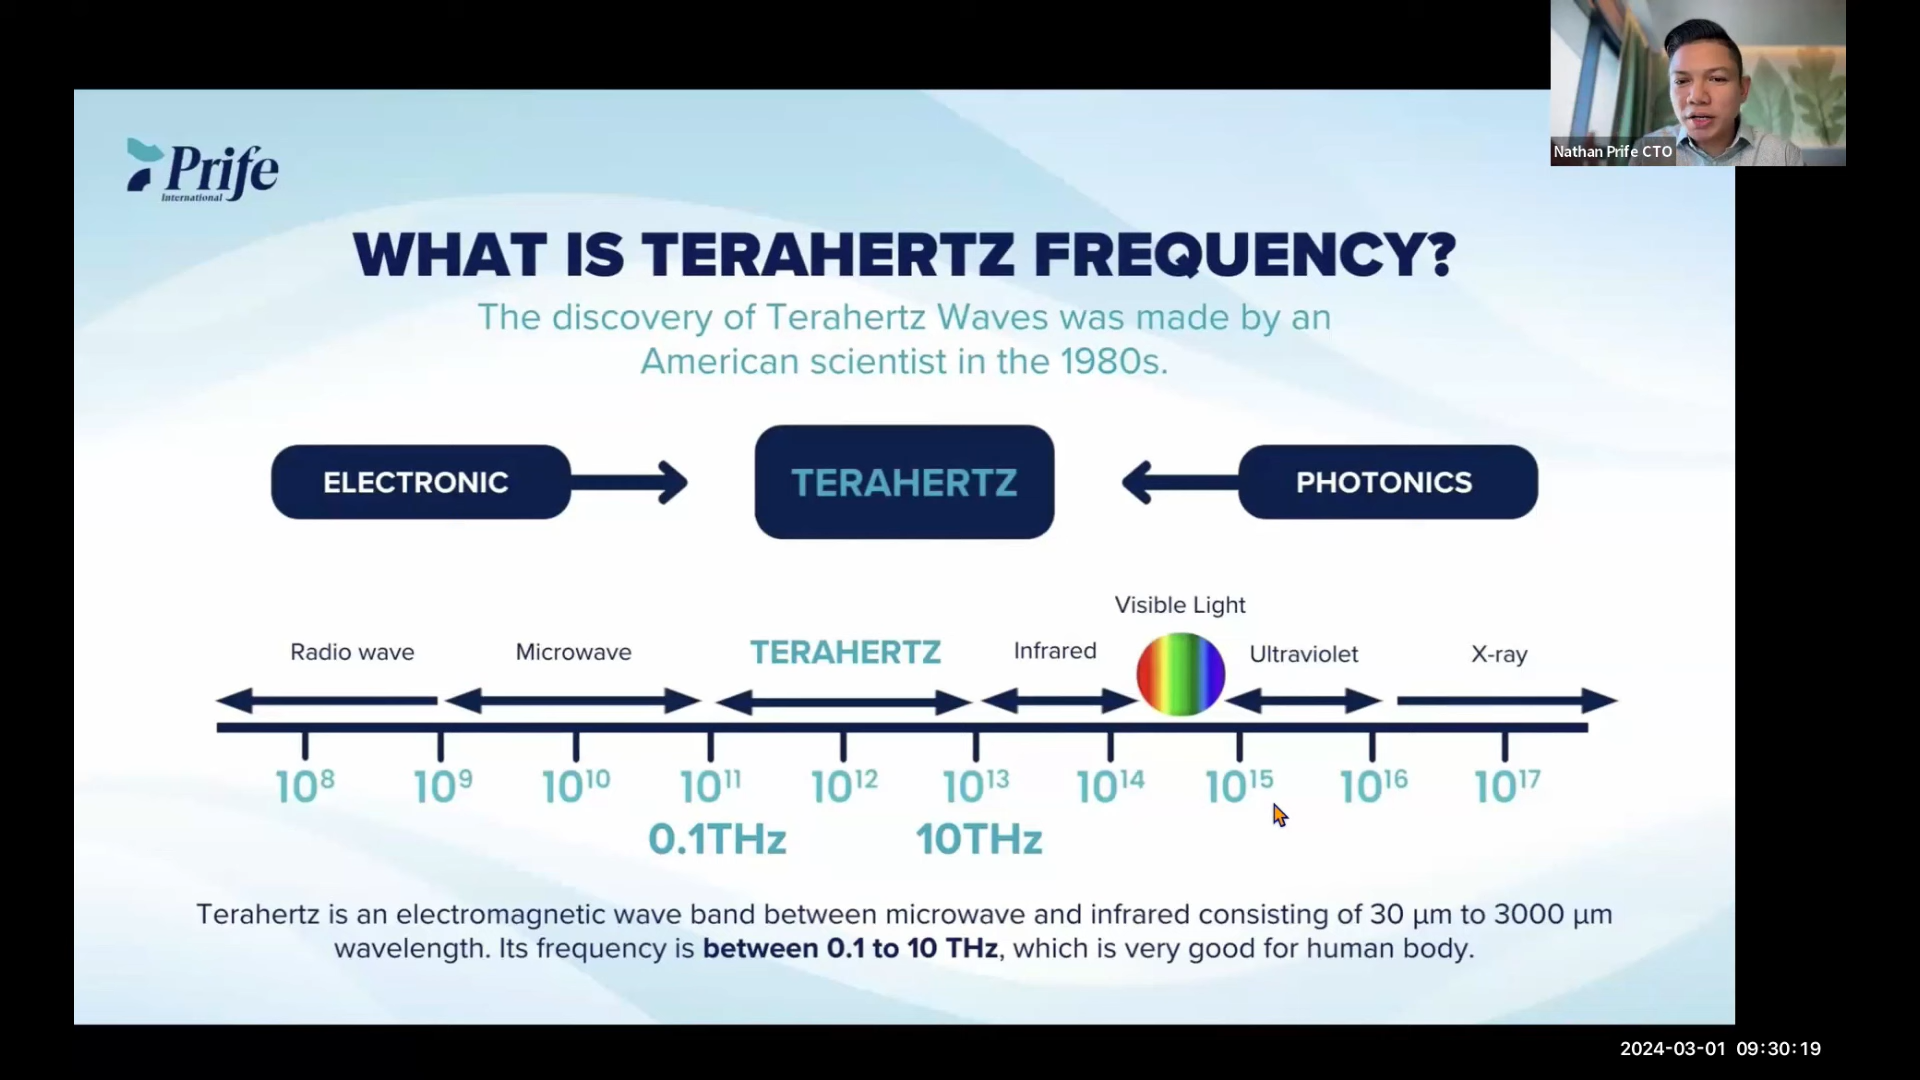 Nathan Prife CTO
Prife
International
WHAT IS TERAHERTZ FREQUENCY?
The discovery of Terahertz Waves was made by an
American scientist in the 1980s.
ELECTRONIC
TERAHERTZ
PHOTONICS
Visible Light
Radio wave
Microwave
TERAHERTZ
Infrared
Ultraviolet
X-ray
10⁸ 10⁹ 10¹⁰ 10¹¹ 10¹² 10¹³ 10¹⁴ 10¹⁵ 10¹⁶ 10¹⁷
0.1THz 10THz
Terahertz is an electromagnetic wave band between microwave and infrared consisting of 30 µm to 3000 µm
wavelength. Its frequency is between 0.1 to 10 THz, which is very good for human body.
2024-03-01 09:30:19